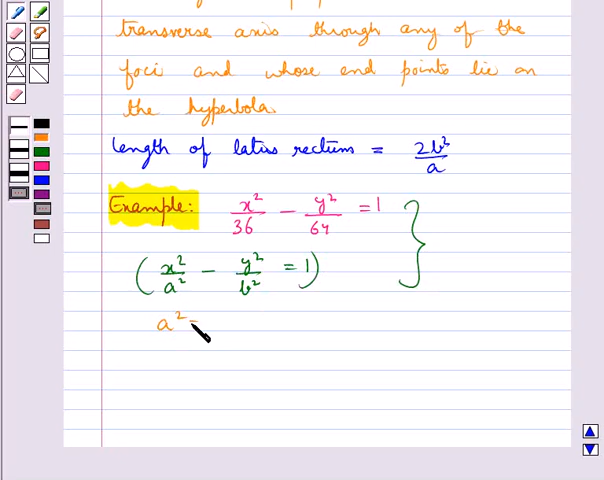 transverse axis through any of the
foci and whose end points lie on
the hyperbola.
length of latus rectum = 2b²/a
Example: x²/36 - y²/64 = 1
(x²/a² - y²/b² = 1)
a² =